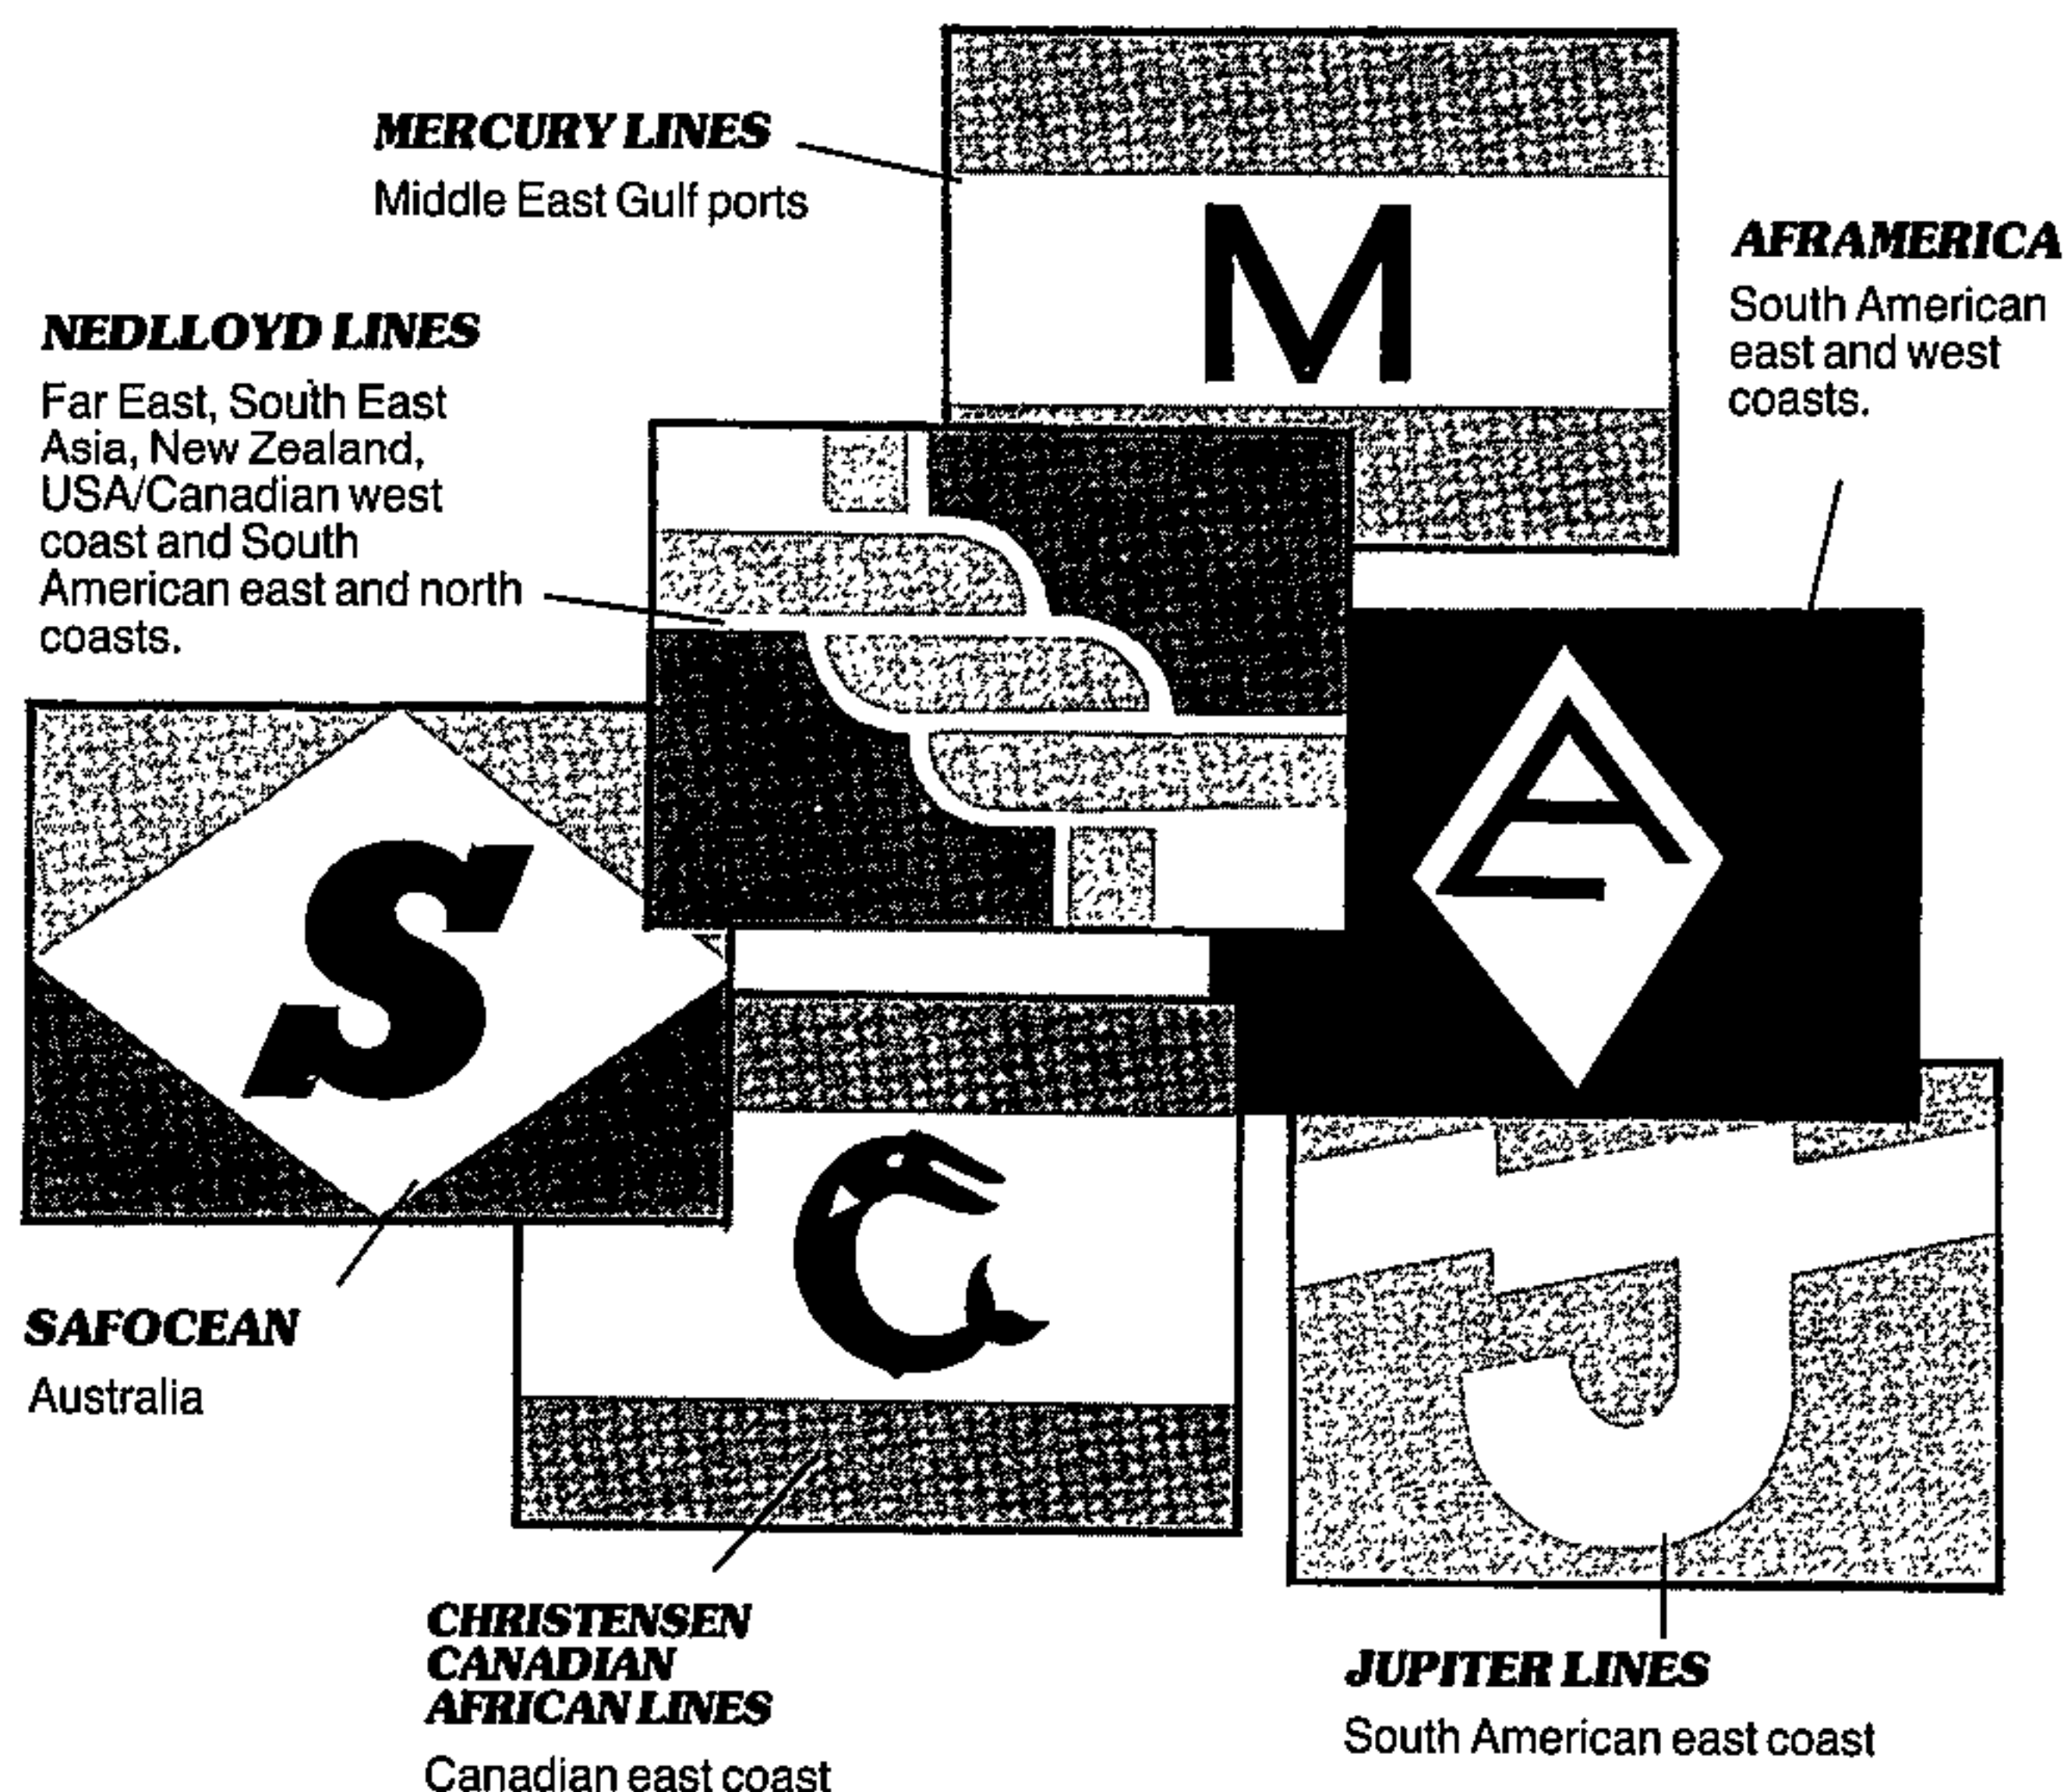 MERCURY LINES
Middle East Gulf ports
M
AFRAMERICA
South American
east and west
coasts.
NEDLLOYD LINES
Far East, South East
Asia, New Zealand,
USA/Canadian west
coast and South
American east and north
coasts.
S
SAFOCEAN
Australia
C
CHRISTENSEN
CANADIAN
AFRICAN LINES
Canadian east coast
J
JUPITER LINES
South American east coast